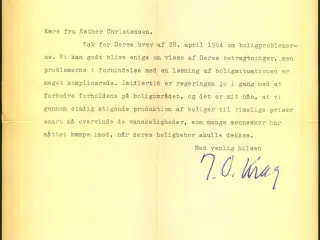 Kære fru Esther Christensen.
Tak for Deres brev af 28. april 1964 om boligproblemer-
ne. Vi kan godt blive enige om visse af Deres betragtninger, men
problemerne i forbindelse med en løsning af boligsituationen er
meget komplicerede. Imidlertid er regeringen jo i gang med at
forbedre forholdene på boligområdet, og det er mit håb, at vi
gennem stadig stigende produktion af boliger til rimelige priser
snart må overvinde de vanskeligheder, som mange mennesker har
måttet kæmpe imod, når deres boligbehov skulle dækkes.
Med venlig hilsen
J. O. Krag